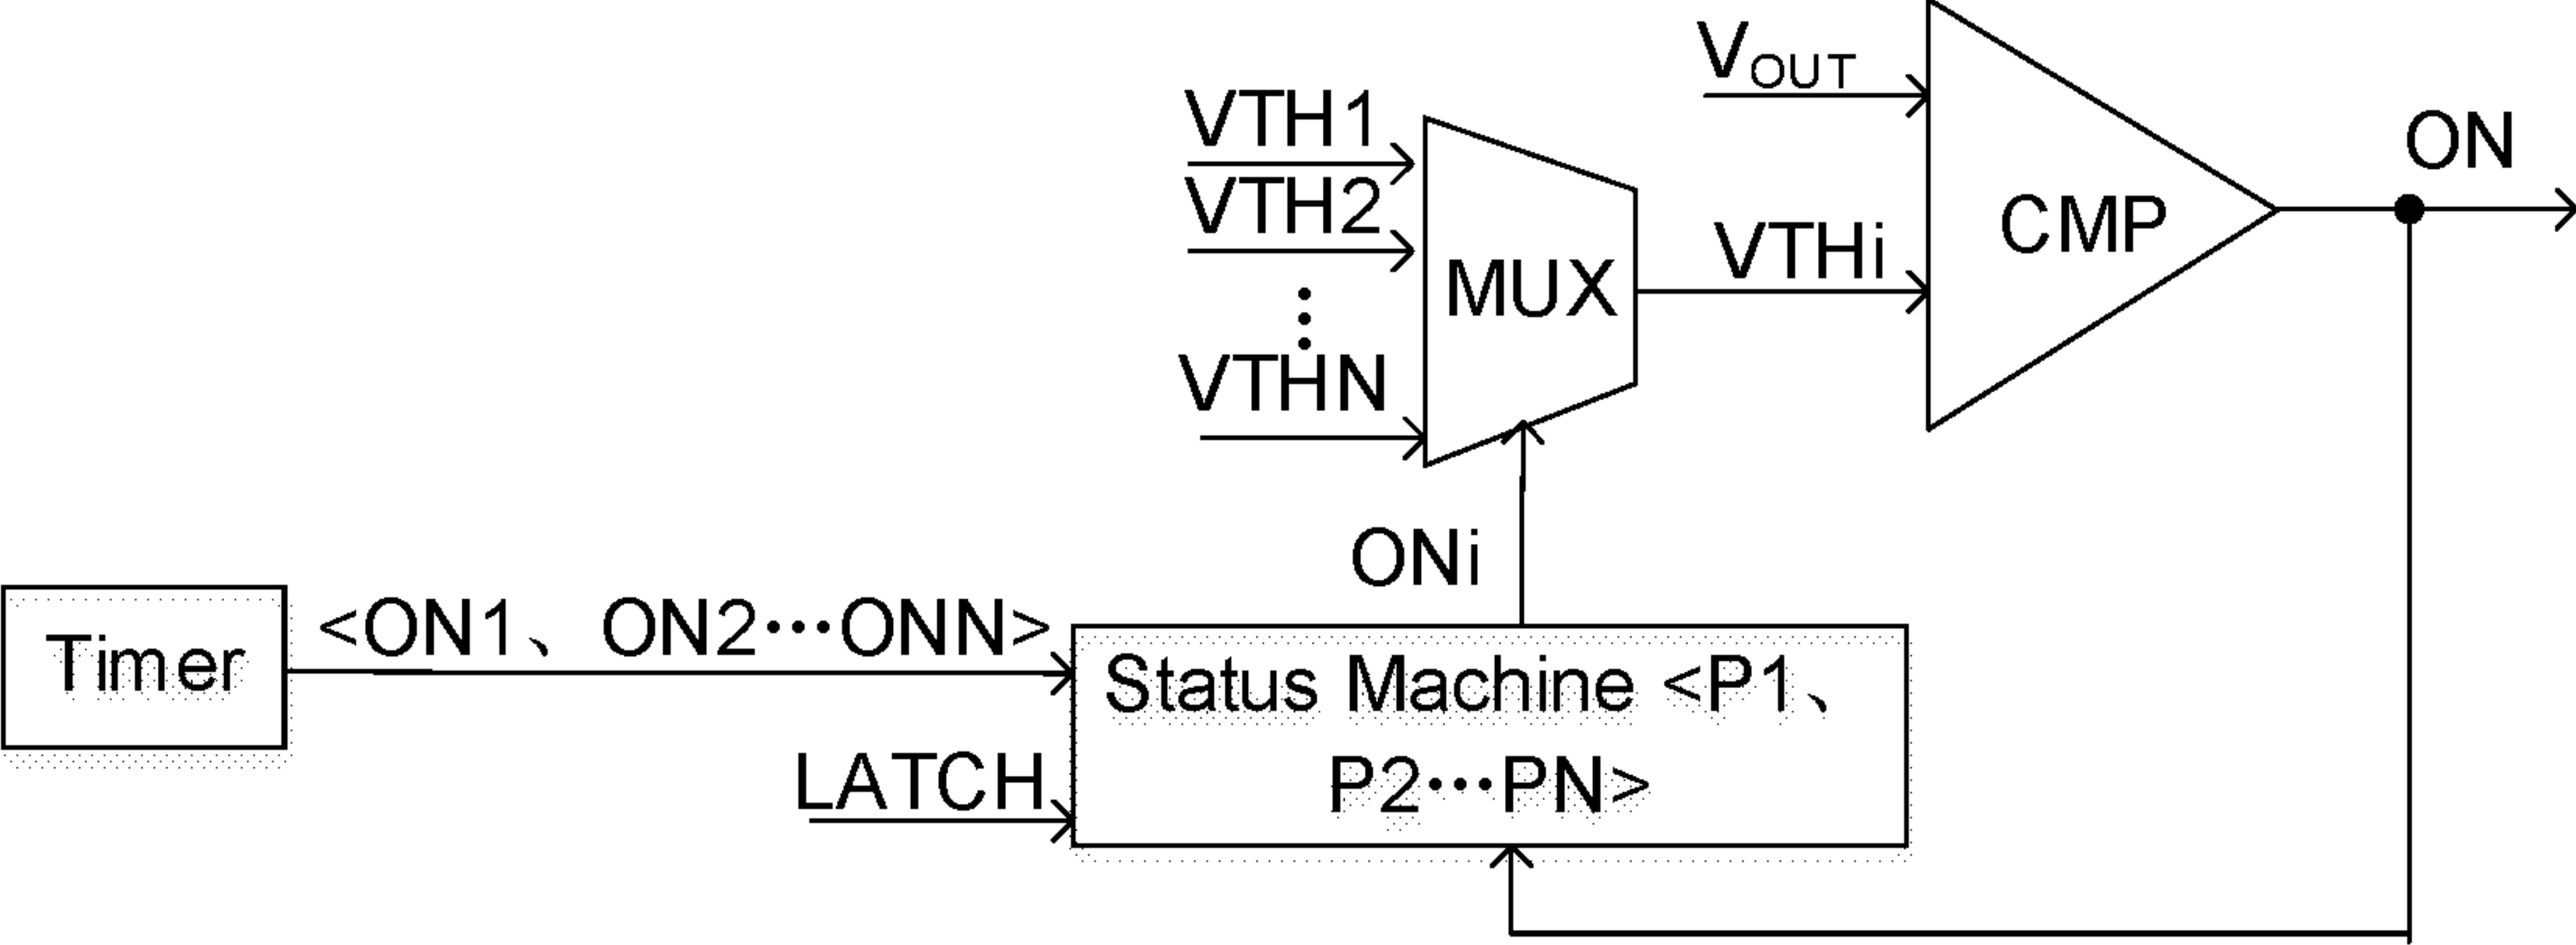 VOUT
VTH1
ON
VTH2
CMP
VTHi
MUX
VTHN
ONi
<ON1、ON2···ONN>
Timer
Status Machine <P1、
P2···PN>
LATCH